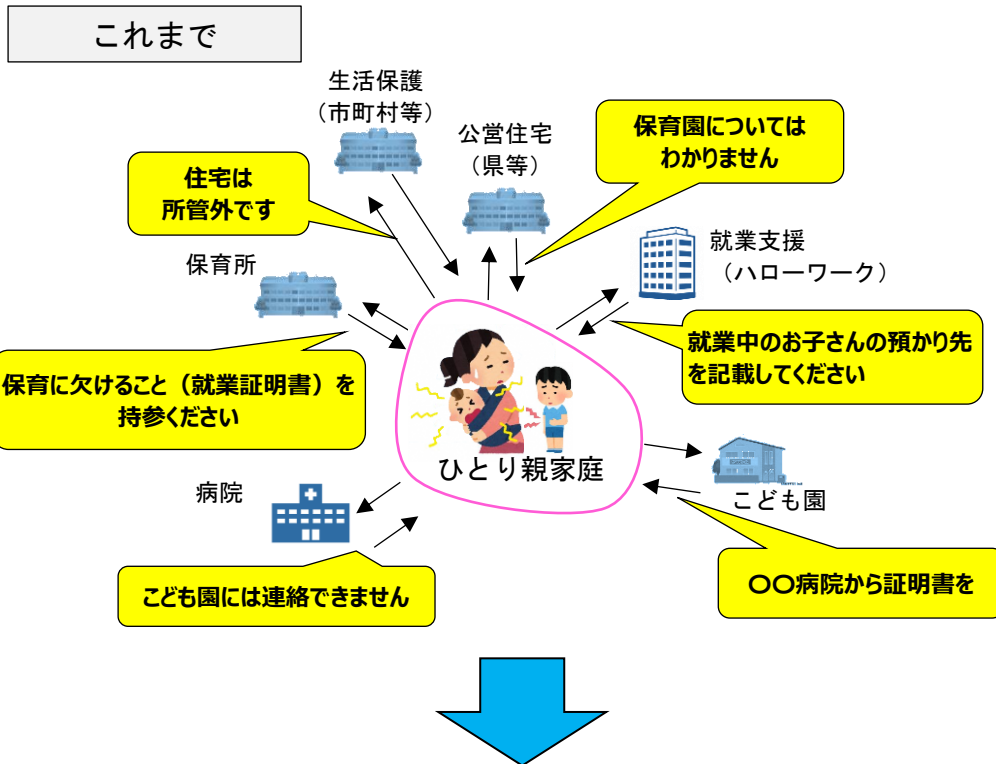 これまで
生活保護
（市町村等）
公営住宅
（県等）
保育園については
わかりません
住宅は
所管外です
就業支援
（ハローワーク）
保育所
就業中のお子さんの預かり先
を記載してください
保育に欠けること（就業証明書）を
持参ください
ひとり親家庭
病院
こども園
こども園には連絡できません
〇〇病院から証明書を